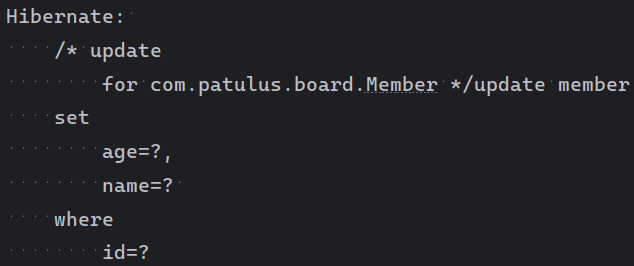 Hibernate:
    /* update
        for com.patulus.board.Member */update member
    set
        age=?,
        name=?
    where
        id=?